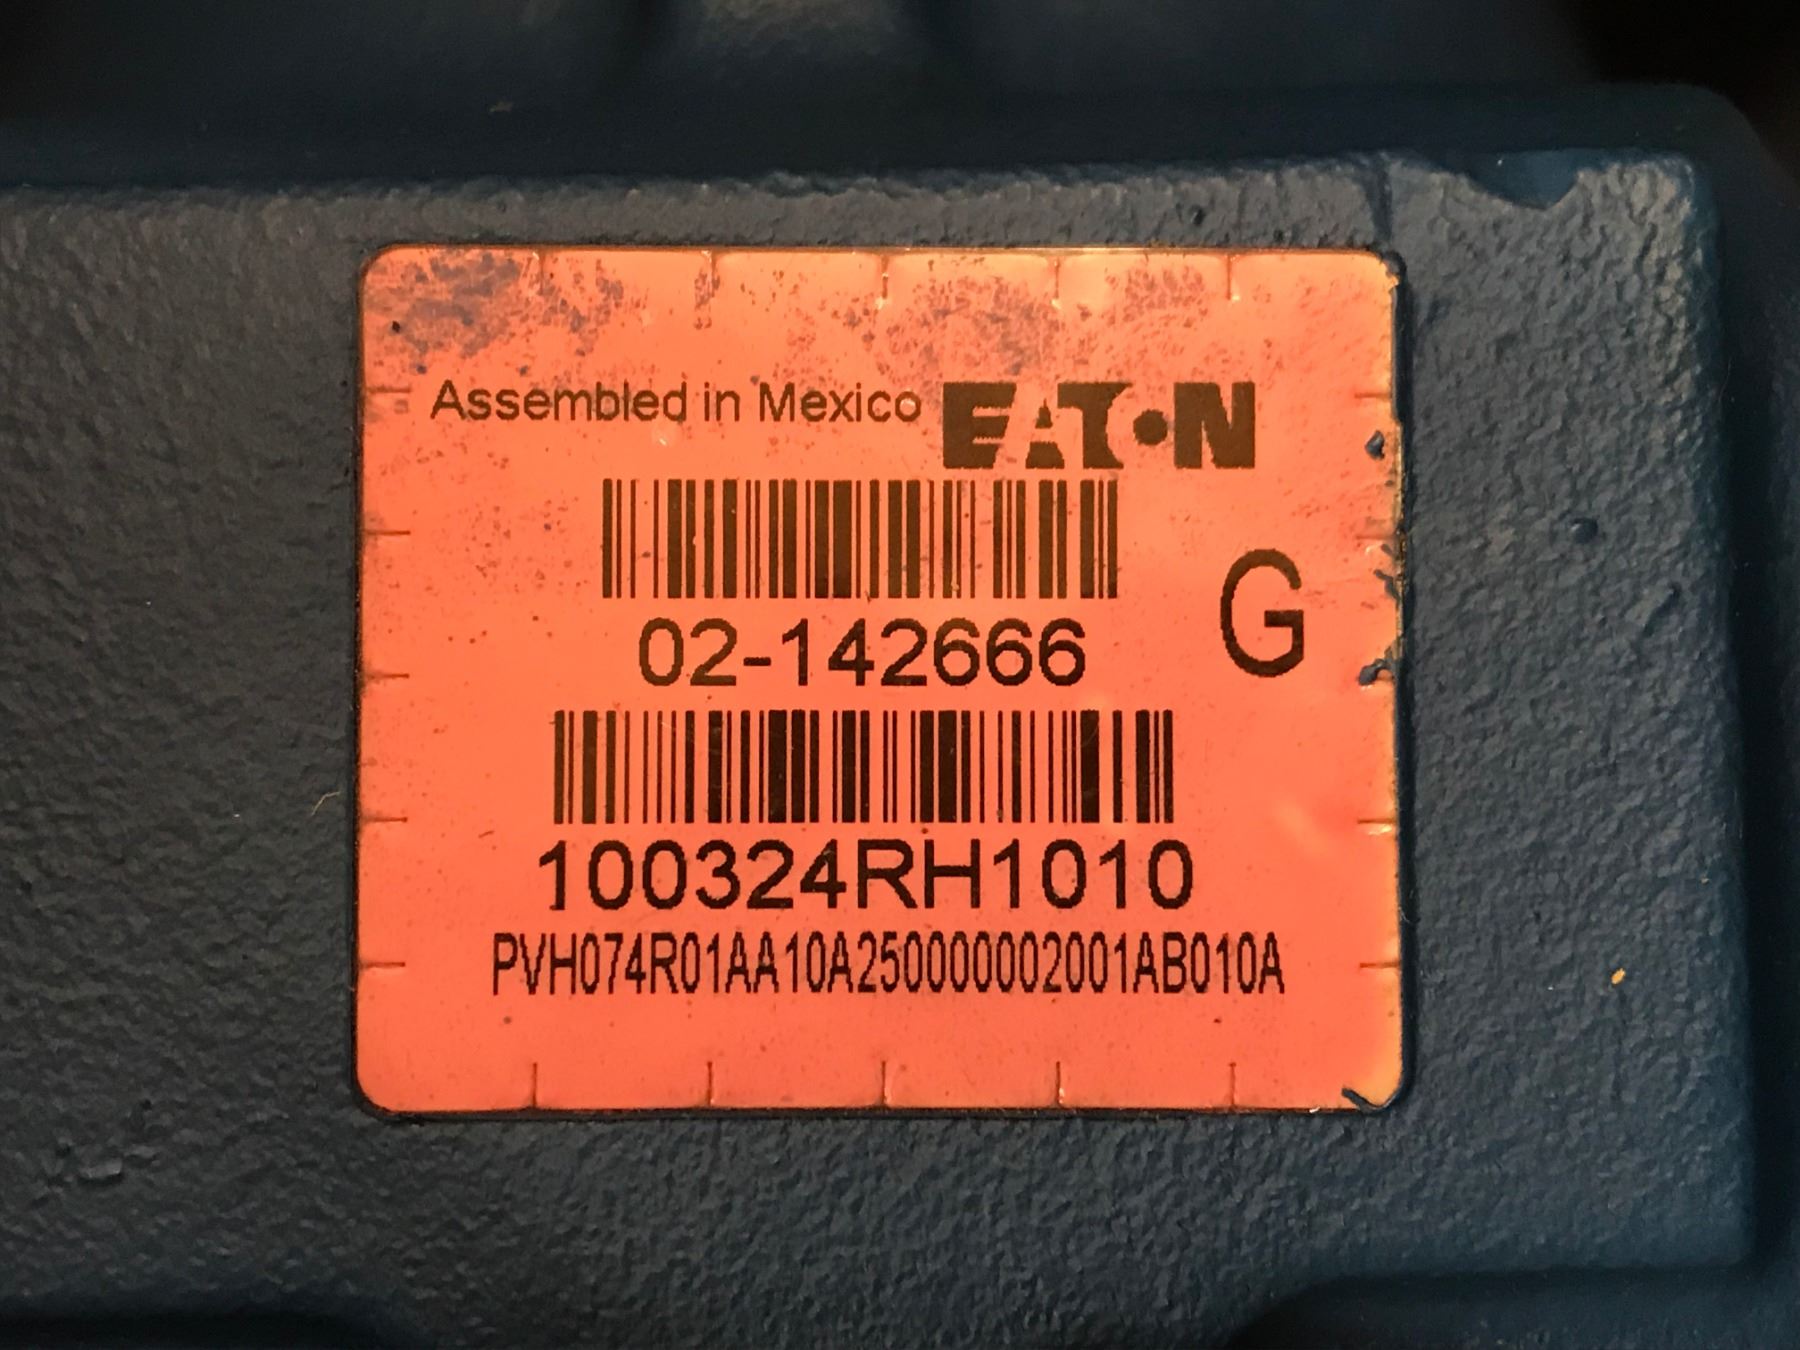 Assembled in Mexico EATON
02-142666
G
100324RH1010
PVH074R01AA10A250000002001AB010A